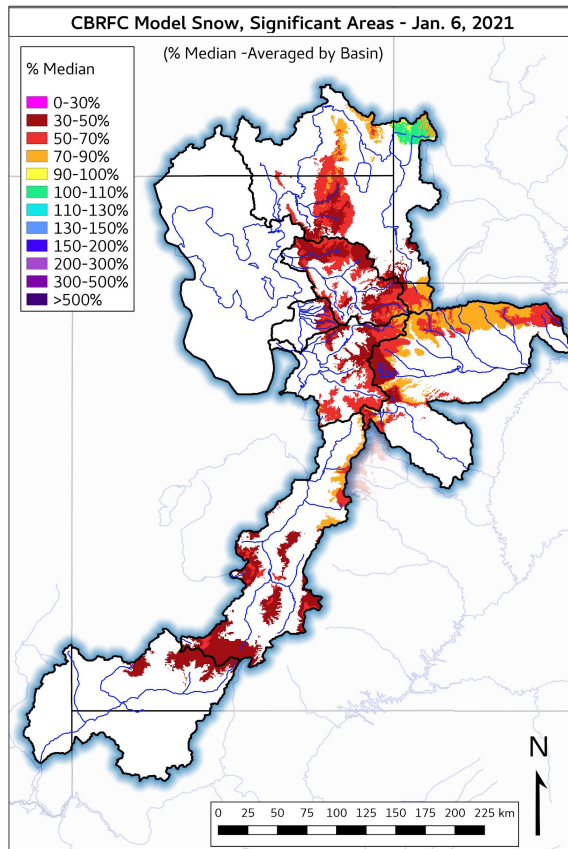 CBRFC Model Snow, Significant Areas - Jan. 6, 2021
(% Median -Averaged by Basin)
% Median
0-30%
30-50%
50-70%
70-90%
90-100%
100-110%
110-130%
130-150%
150-200%
200-300%
300-500%
>500%
N
0 25 50 75 100 125 150 175 200 225 km